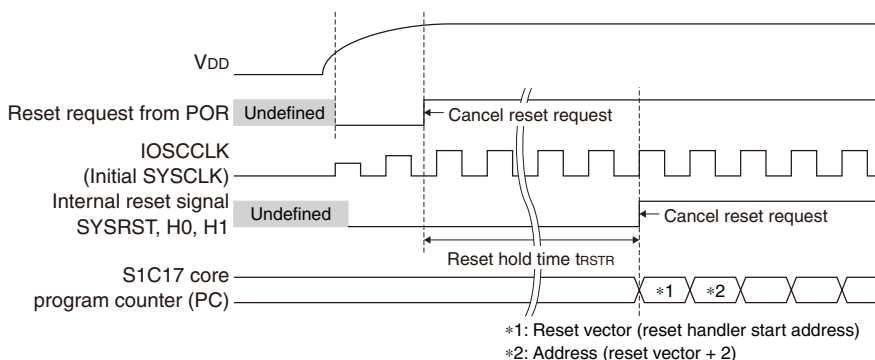 VDD
Reset request from POR
Undefined
Cancel reset request
IOSCCLK
(Initial SYSCLK)
Internal reset signal
SYSRST, H0, H1
Undefined
Cancel reset request
Reset hold time tRSTR
S1C17 core
program counter (PC)
*1
*2
*1: Reset vector (reset handler start address)
*2: Address (reset vector + 2)